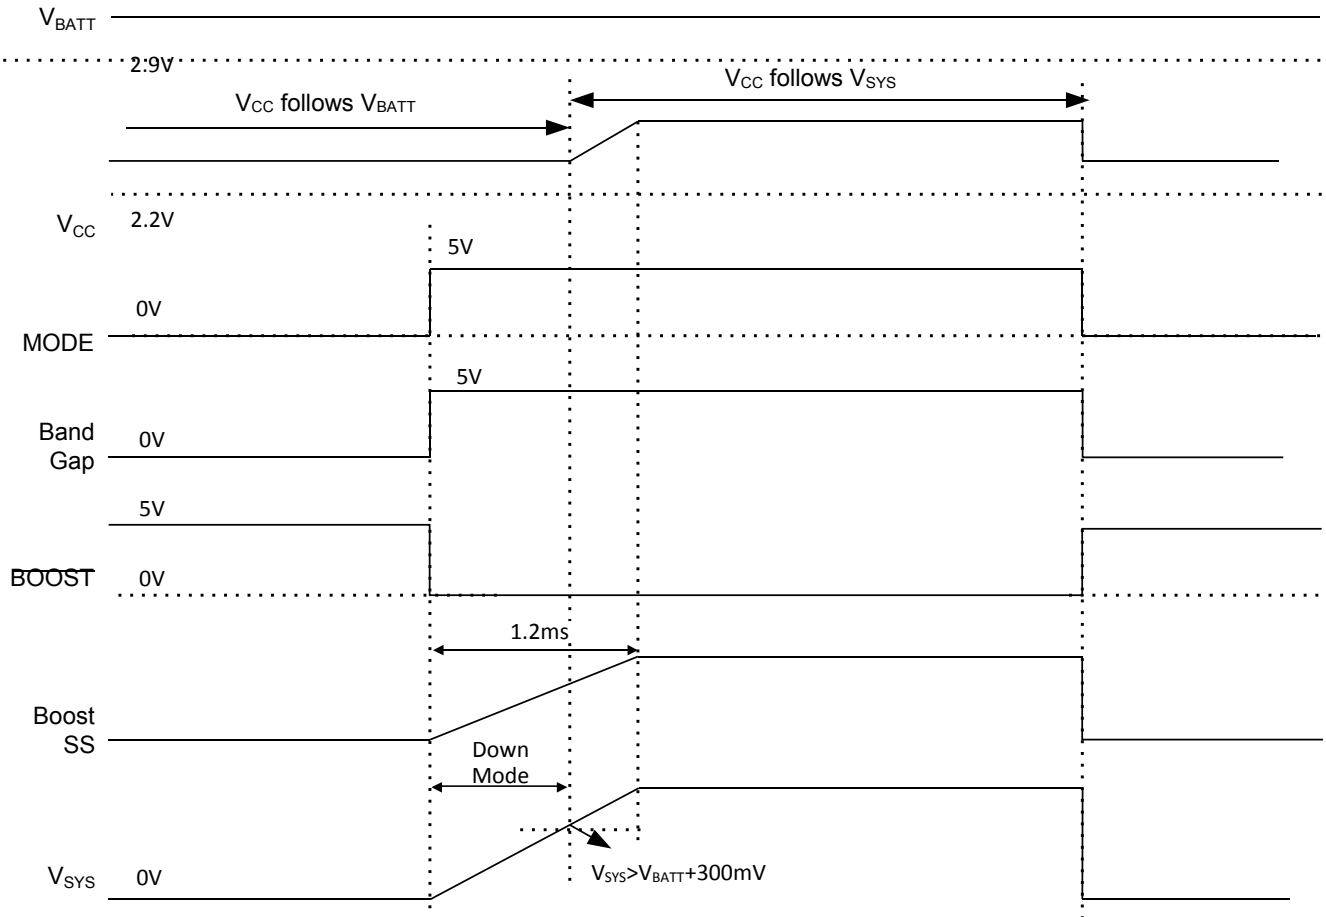 VBATT
2.9V
VCC follows VSYS
VCC follows VBATT
VCC
2.2V
5V
0V
MODE
5V
Band
Gap
0V
5V
BOOST
0V
1.2ms
Boost
SS
Down
Mode
VSYS
0V
VSYS>VBATT+300mV